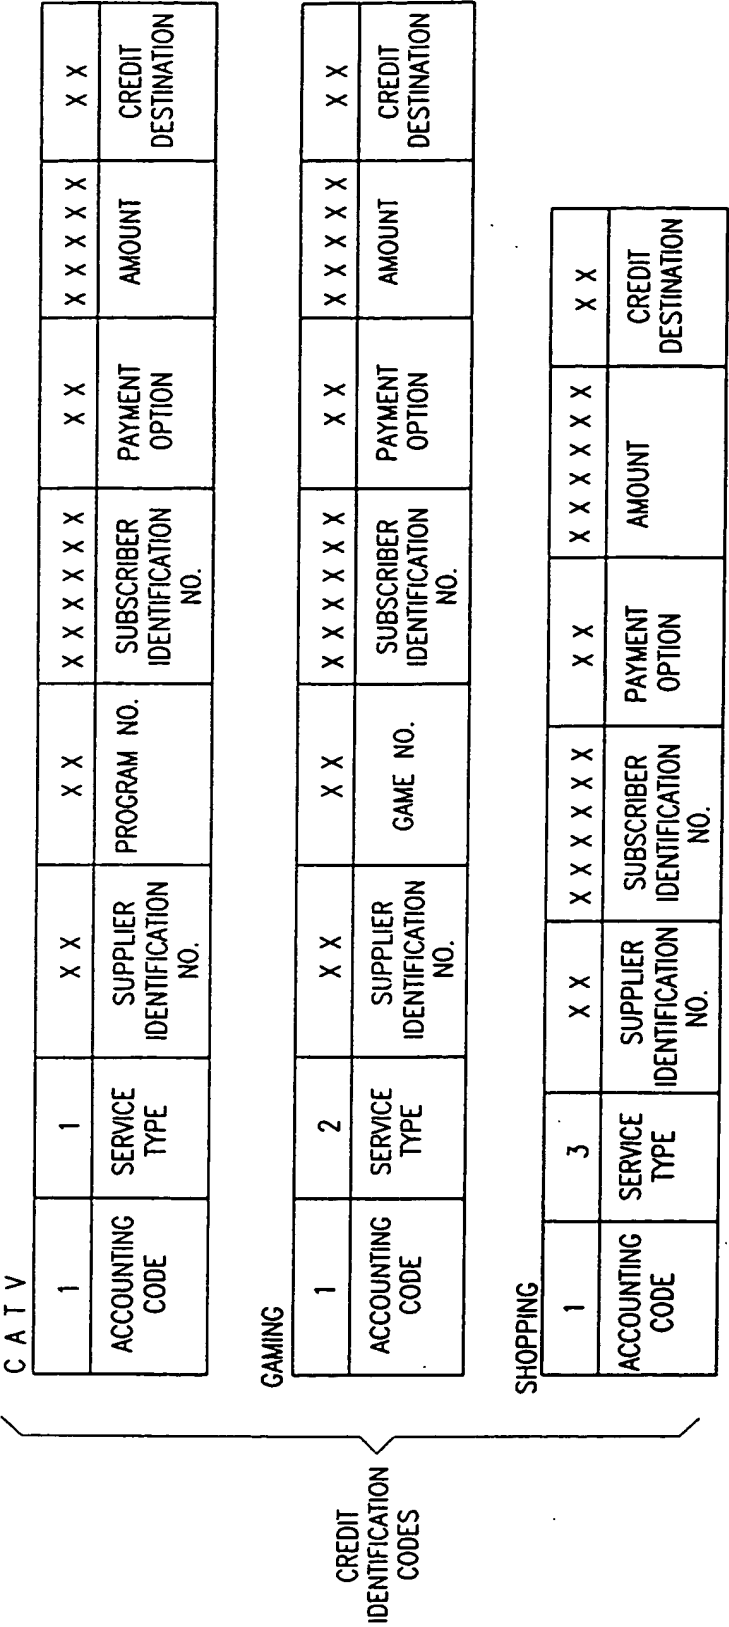 C A T V
1
1
X X
X X
X X X X X X X
X X
X X X X X X
X X
ACCOUNTING
CODE
SERVICE
TYPE
SUPPLIER
IDENTIFICATION
NO.
PROGRAM NO.
SUBSCRIBER
IDENTIFICATION
NO.
PAYMENT
OPTION
AMOUNT
CREDIT
DESTINATION
GAMING
1
2
X X
X X
X X X X X X
X X
X X X X X X
X X
ACCOUNTING
CODE
SERVICE
TYPE
SUPPLIER
IDENTIFICATION
NO.
GAME NO.
SUBSCRIBER
IDENTIFICATION
NO.
PAYMENT
OPTION
AMOUNT
CREDIT
DESTINATION
SHOPPING
1
3
X X
X X X X X X
X X
X X X X X X
X X
ACCOUNTING
CODE
SERVICE
TYPE
SUPPLIER
IDENTIFICATION
NO.
SUBSCRIBER
IDENTIFICATION
NO.
PAYMENT
OPTION
AMOUNT
CREDIT
DESTINATION
CREDIT
IDENTIFICATION
CODES